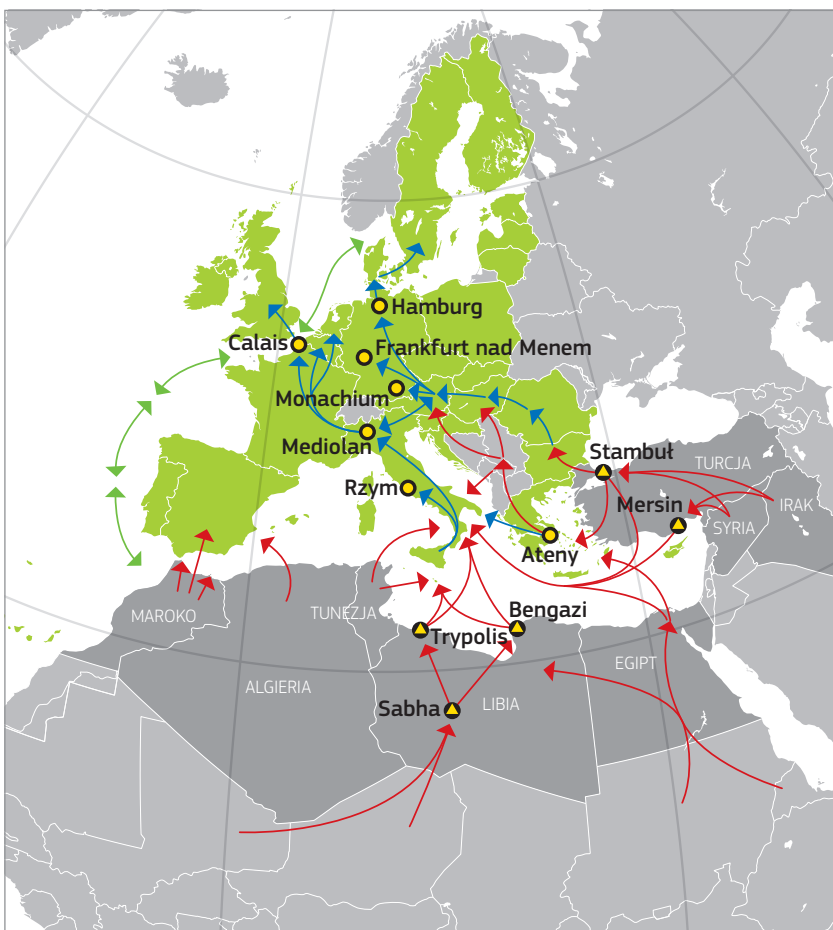 Hamburg
Calais
Frankfurt nad Menem
Monachium
Mediolan
Stambuł
TURCJA
Rzym
Mersin
IRAK
SYRIA
Ateny
MAROKO
TUNEZJA
Bengazi
Trypolis
EGIPT
ALGIERIA
Sabha
LIBIA